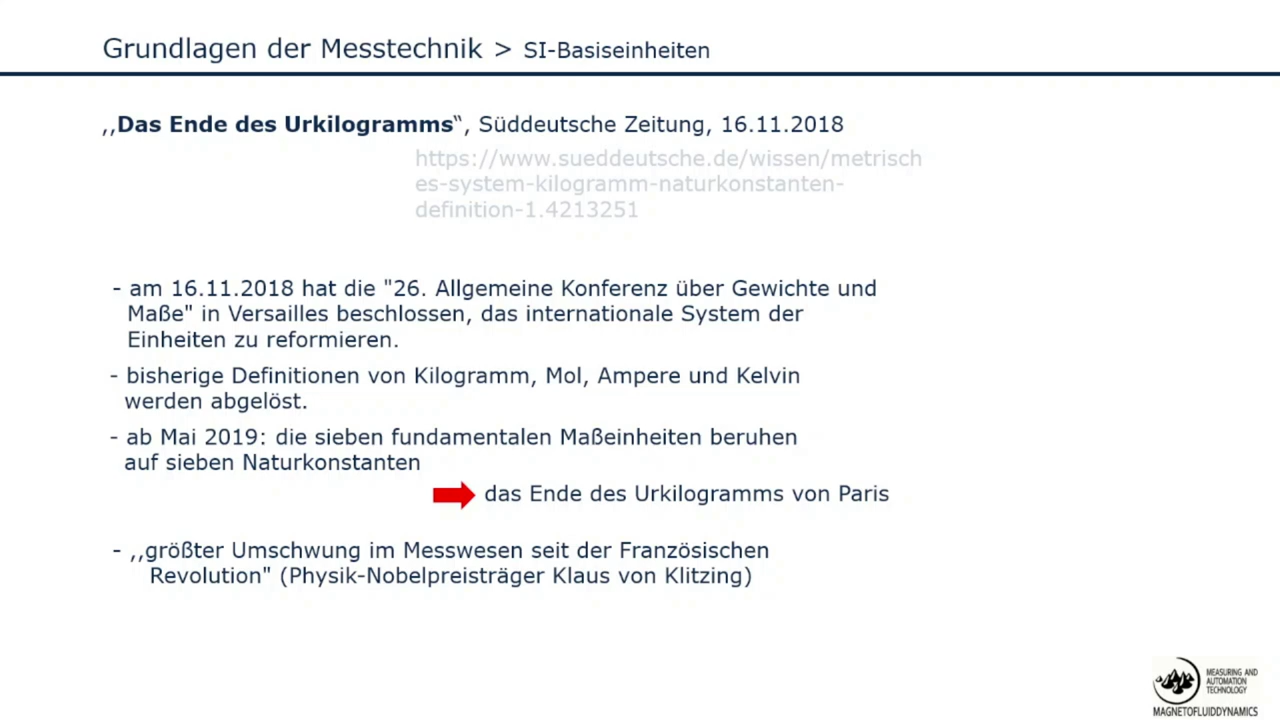 Grundlagen der Messtechnik > SI-Basiseinheiten
,,Das Ende des Urkilogramms“, Süddeutsche Zeitung, 16.11.2018
https://www.sueddeutsche.de/wissen/metrisch
es-system-kilogramm-naturkonstanten-
definition-1.4213251
- am 16.11.2018 hat die "26. Allgemeine Konferenz über Gewichte und
Maße" in Versailles beschlossen, das internationale System der
Einheiten zu reformieren.
- bisherige Definitionen von Kilogramm, Mol, Ampere und Kelvin
werden abgelöst.
- ab Mai 2019: die sieben fundamentalen Maßeinheiten beruhen
auf sieben Naturkonstanten
das Ende des Urkilogramms von Paris
- ,,größter Umschwung im Messwesen seit der Französischen
Revolution" (Physik-Nobelpreisträger Klaus von Klitzing)
MEASURING AND
AUTOMATION
TECHNOLOGY
MAGNETOFLUIDDYNAMICS